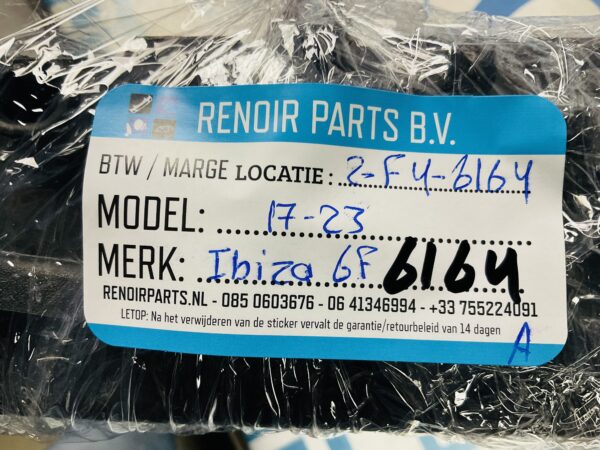 RENOIR PARTS B.V.
BTW / MARGE LOCATIE: 2-F4-6164
MODEL: 17-23
MERK: Ibiza 6F 6164
RENOIRPARTS.NL - 085 0603676 - 06 41346994 - +33 755224091
LETOP: Na het verwijderen van de sticker vervalt de garantie/retourbeleid van 14 dagen
A